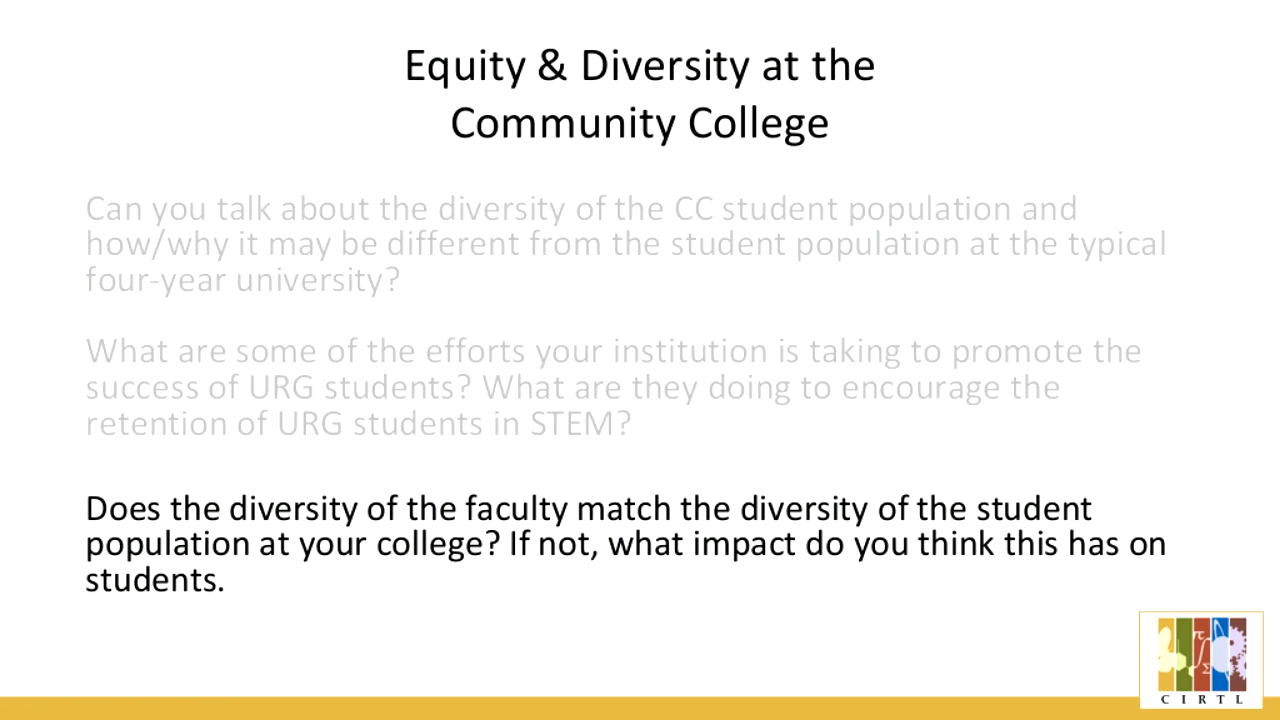 Equity & Diversity at the
Community College
Can you talk about the diversity of the CC student population and
how/why it may be different from the student population at the typical
four-year university?
What are some of the efforts your institution is taking to promote the
success of URG students? What are they doing to encourage the
retention of URG students in STEM?
Does the diversity of the faculty match the diversity of the student
population at your college? If not, what impact do you think this has on
students.
π
∫
Σ
CIRTL